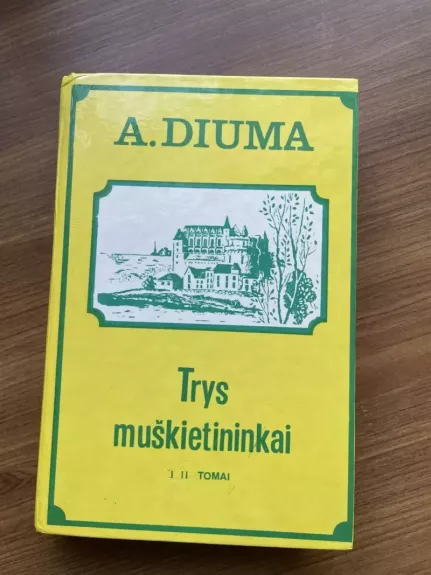 A. DIUMA
Trys
muškietininkai
I II TOMAI